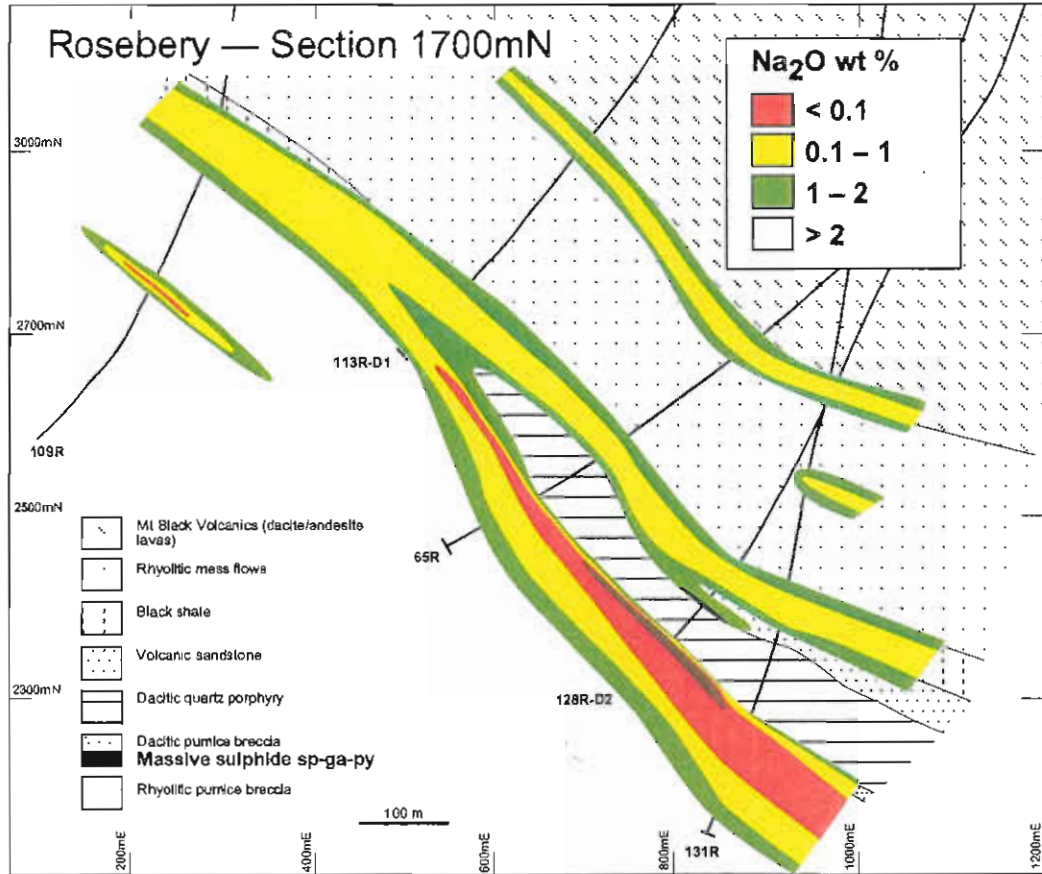 Rosebery — Section 1700mN
Na2O wt %
< 0.1
0.1 – 1
1 – 2
> 2
3000mN
2700mN
2500mN
2300mN
113R-D1
109R
65R
128R-D2
131R
Mt Black Volcanics (dacite/andesite
lavas)
Rhyolitic mess flows
Black shale
Volcanic sandstone
Dacitic quartz porphyry
Dacitic pumice breccia
Massive sulphide sp-ga-py
Rhyolitic pumice breccia
100 m
200mE
400mE
600mE
800mE
1000mE
1200mE